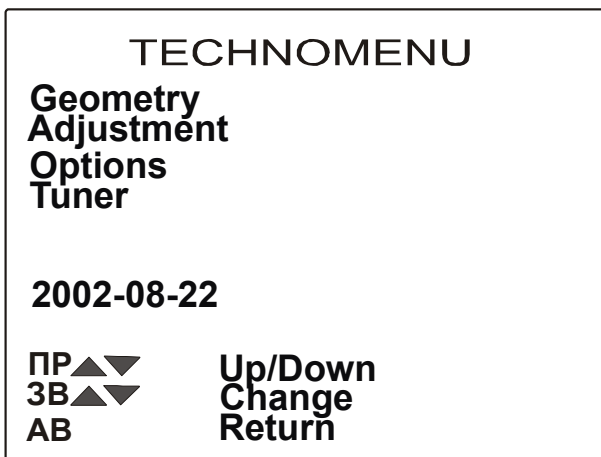 TECHNOMENU
Geometry
Adjustment
Options
Tuner
2002-08-22
ПР▲▼ Up/Down
ЗВ▲▼ Change
АВ Return